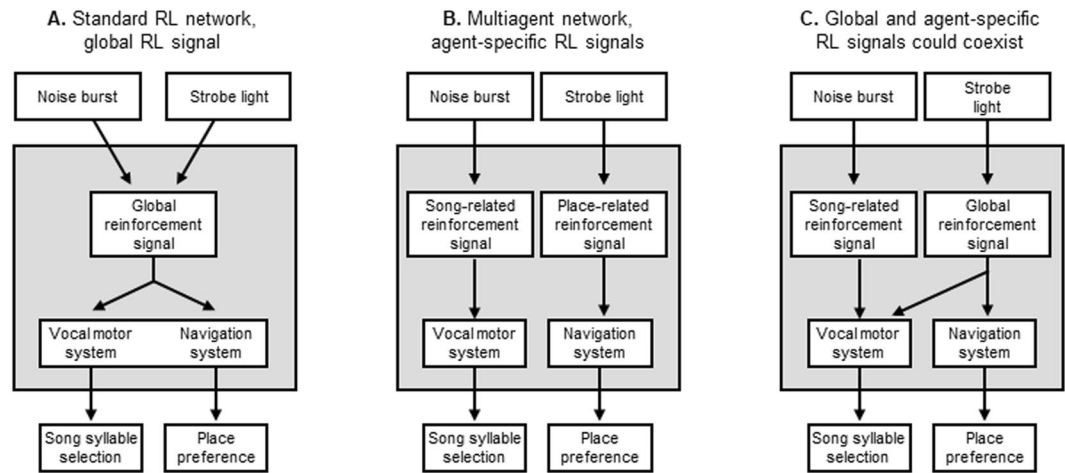 A. Standard RL network,
global RL signal
Noise burst
Strobe light
Global
reinforcement
signal
Vocal motor
system
Navigation
system
Song syllable
selection
Place
preference
B. Multiagent network,
agent-specific RL signals
Noise burst
Strobe light
Song-related
reinforcement
signal
Place-related
reinforcement
signal
Vocal motor
system
Navigation
system
Song syllable
selection
Place
preference
C. Global and agent-specific
RL signals could coexist
Noise burst
Strobe
light
Song-related
reinforcement
signal
Global
reinforcement
signal
Vocal motor
system
Navigation
system
Song syllable
selection
Place
preference